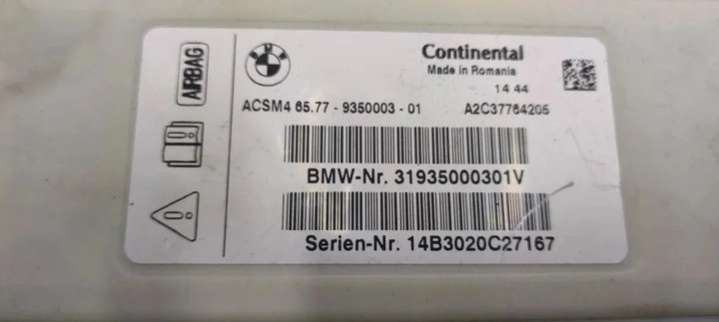 AIRBAG
BMW
Continental
Made in Romania
14 44
ACSM4 65.77 - 9350003 - 01 A2C37764205
BMW-Nr. 31935000301V
Serien-Nr. 14B3020C27167